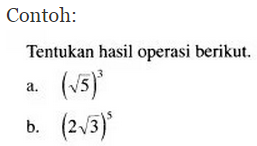 Contoh:
Tentukan hasil operasi berikut.
a. (√5)³
b. (2√3)⁵